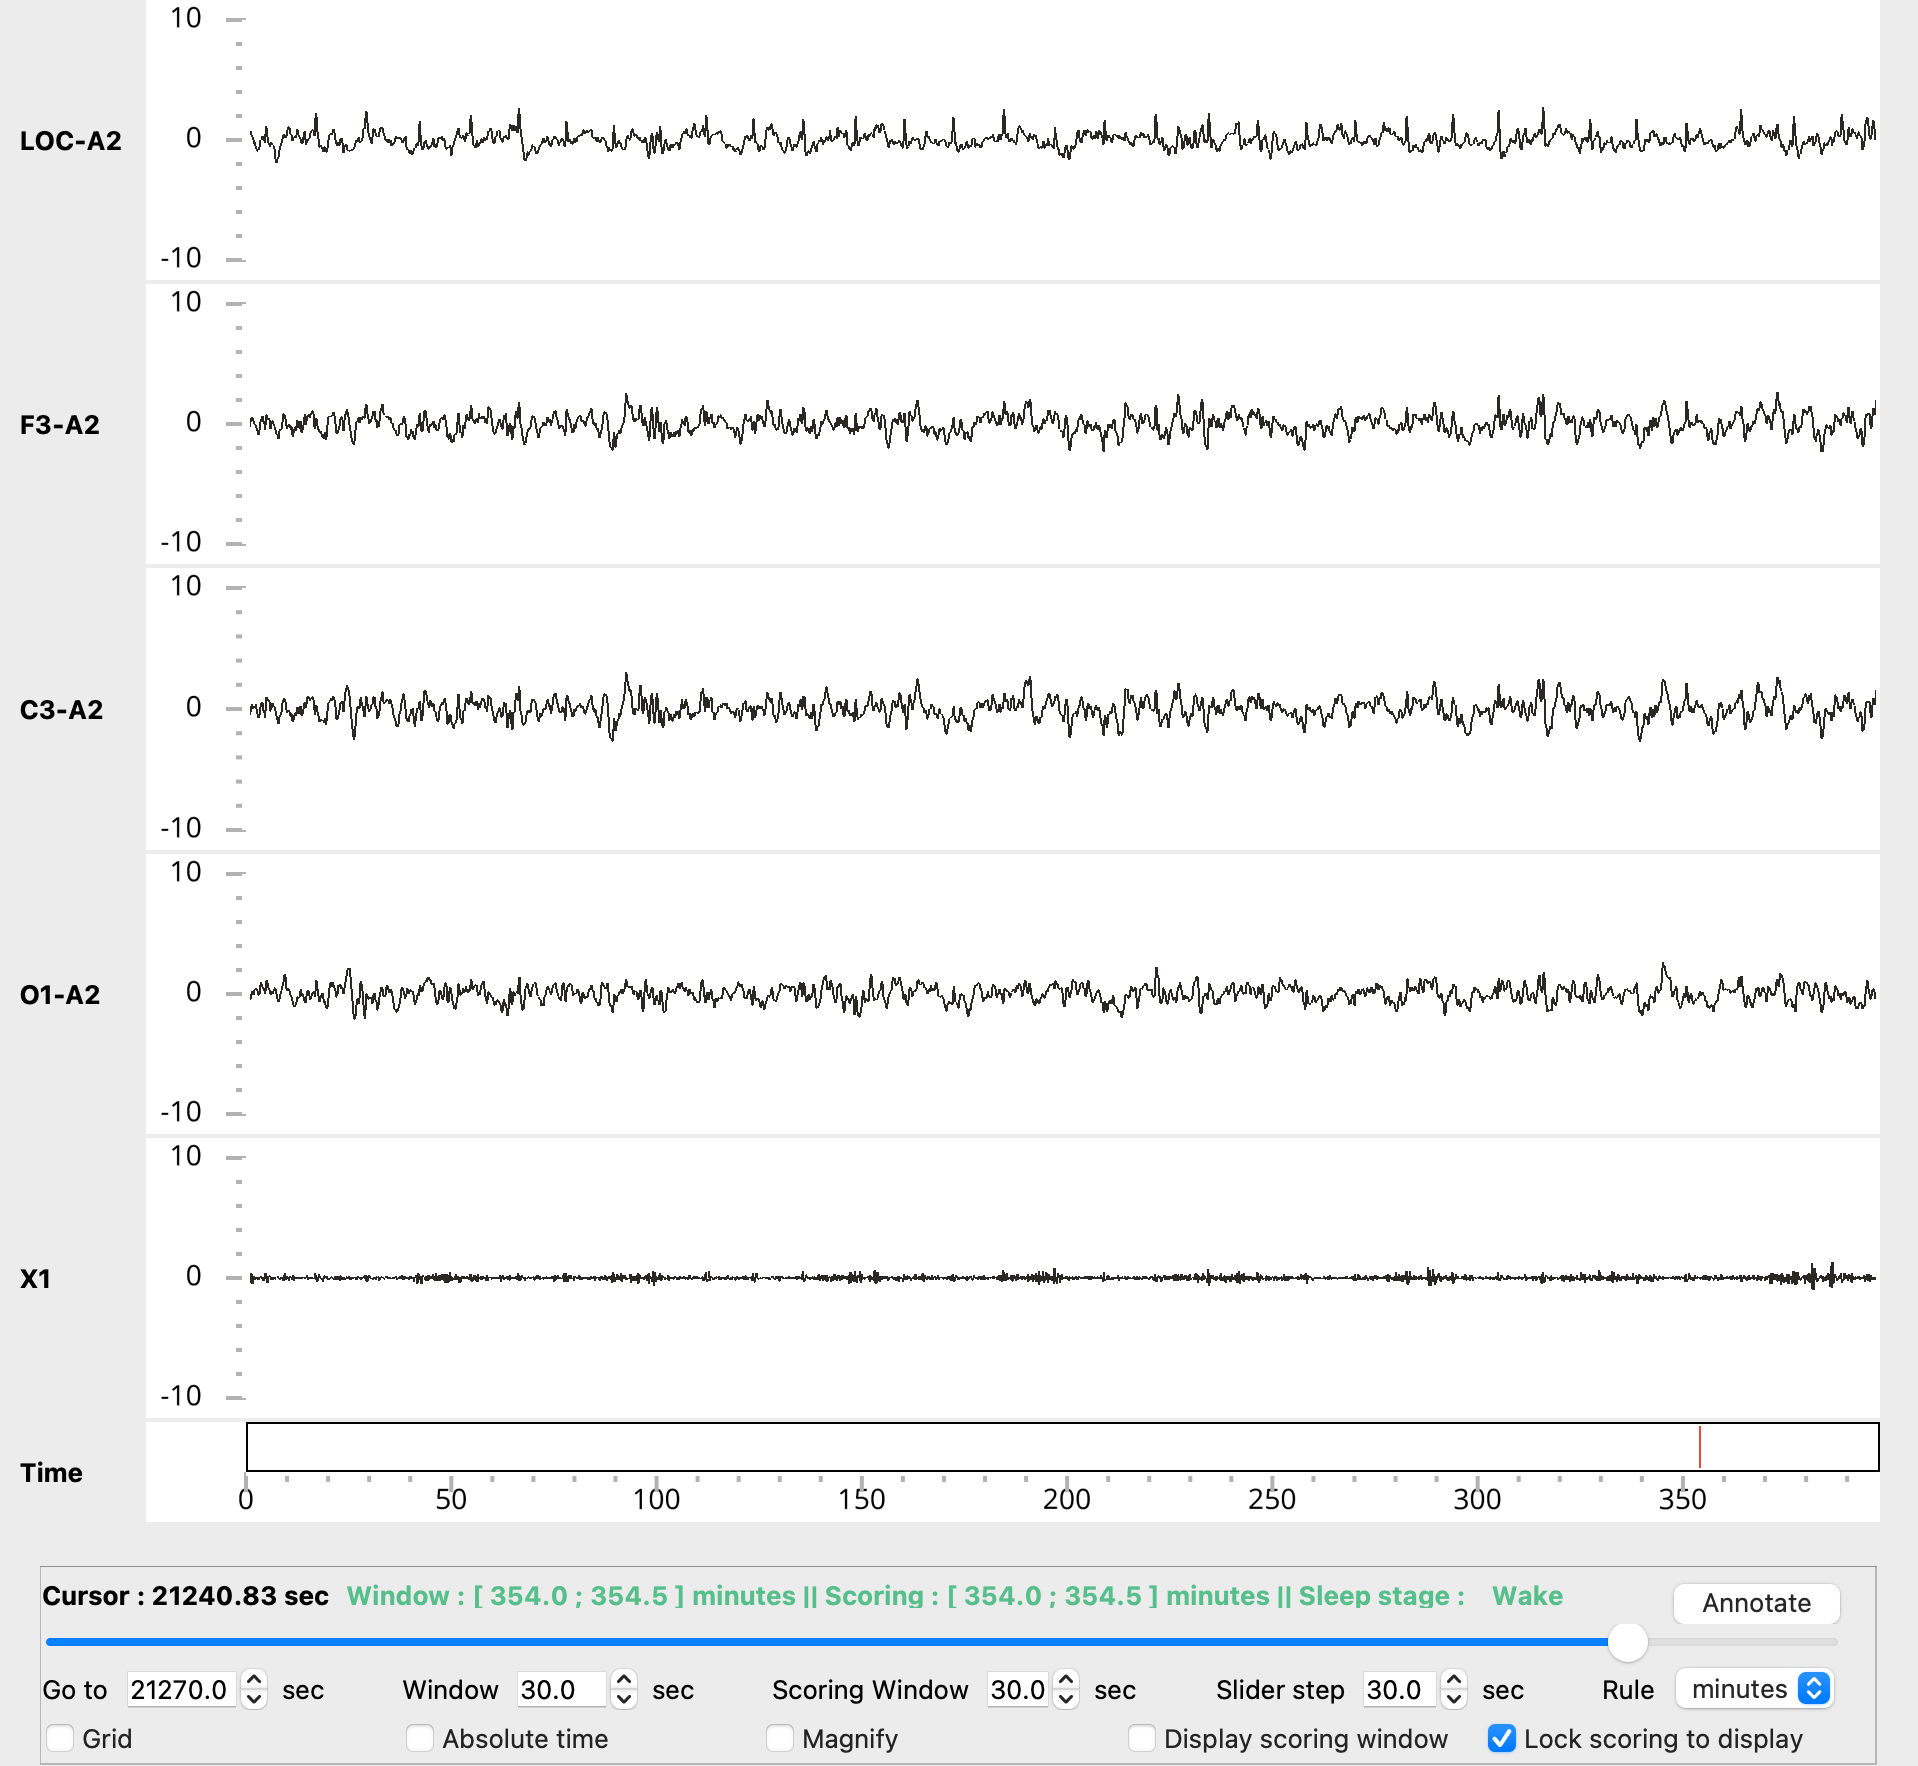 10
LOC-A2 0
-10
10
F3-A2 0
-10
10
C3-A2 0
-10
10
O1-A2 0
-10
10
X1 0
-10
Time
0 50 100 150 200 250 300 350
Cursor : 21240.83 sec Window : [ 354.0 ; 354.5 ] minutes || Scoring : [ 354.0 ; 354.5 ] minutes || Sleep stage : Wake Annotate
Go to 21270.0 sec Window 30.0 sec Scoring Window 30.0 sec Slider step 30.0 sec Rule minutes
Grid Absolute time Magnify Display scoring window Lock scoring to display